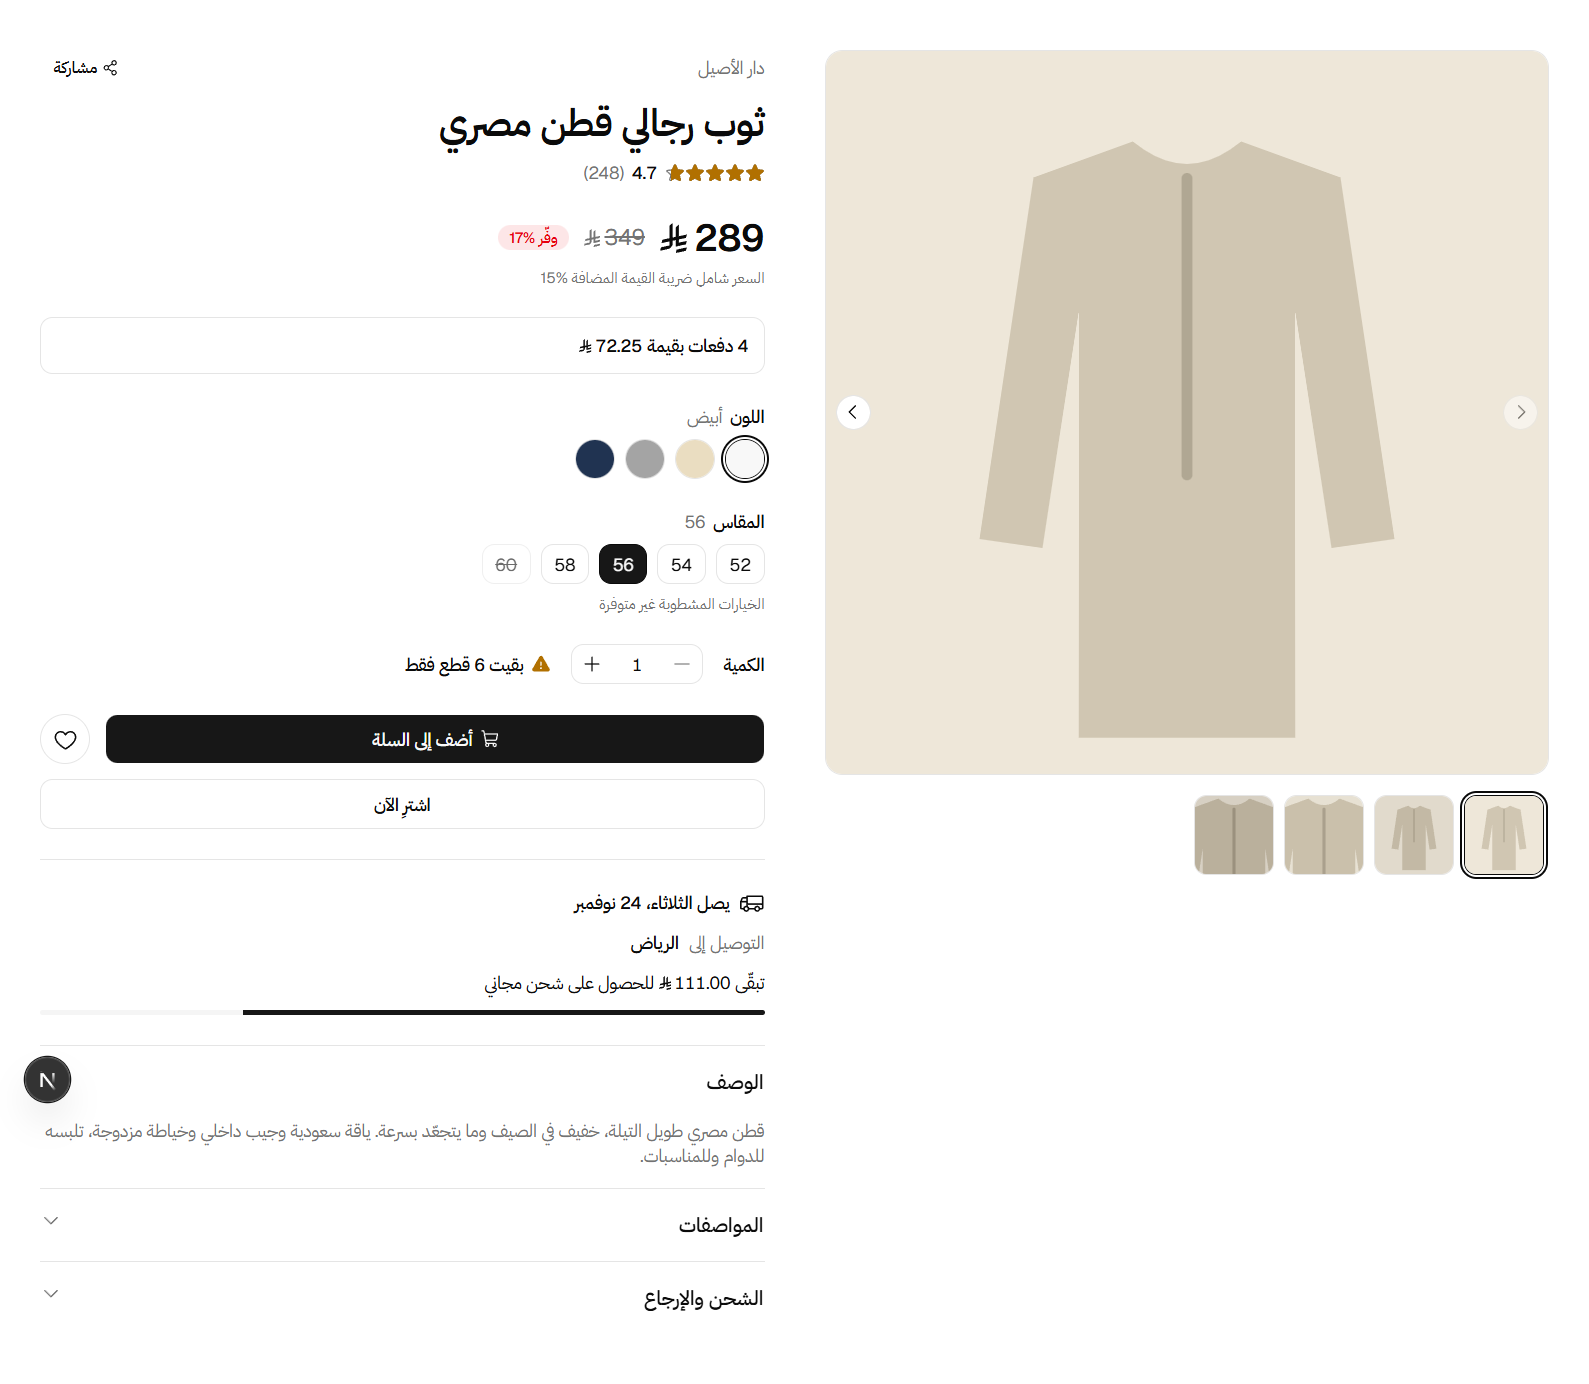 دار الأصيل
مشاركة
ثوب رجالي قطن مصري
4.7 (248)
289 ⃁ 349 ⃁ وفّر 17%
السعر شامل ضريبة القيمة المضافة 15%
4 دفعات بقيمة 72.25 ⃁
اللون أبيض
المقاس 56
52 54 56 58 60
الخيارات المشطوبة غير متوفرة
الكمية 1 بقيت 6 قطع فقط
أضف إلى السلة
اشترِ الآن
يصل الثلاثاء، 24 نوفمبر
التوصيل إلى الرياض
تبقّى 111.00 ⃁ للحصول على شحن مجاني
الوصف
قطن مصري طويل التيلة، خفيف في الصيف وما يتجعّد بسرعة. ياقة سعودية وجيب داخلي وخياطة مزدوجة، تلبسه
للدوام وللمناسبات.
المواصفات
الشحن والإرجاع
N